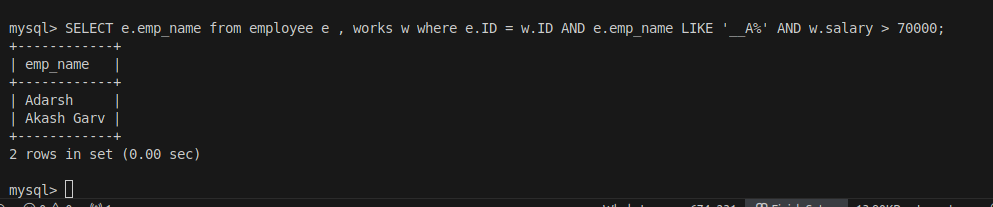 mysql> SELECT e.emp_name from employee e , works w where e.ID = w.ID AND e.emp_name LIKE '__A%' AND w.salary > 70000;
+------------+
| emp_name   |
+------------+
| Adarsh     |
| Akash Garv |
+------------+
2 rows in set (0.00 sec)
mysql>